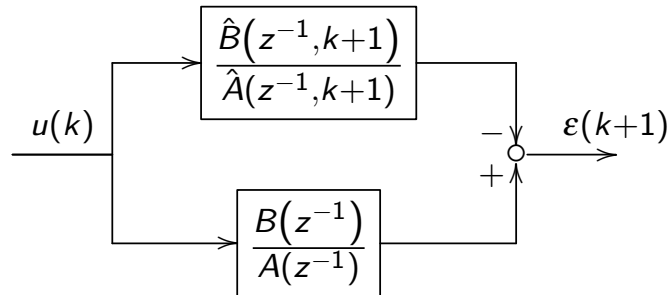 B̂(z⁻¹,k+1)
Â(z⁻¹,k+1)
u(k)
−
ε(k+1)
+
B(z⁻¹)
A(z⁻¹)